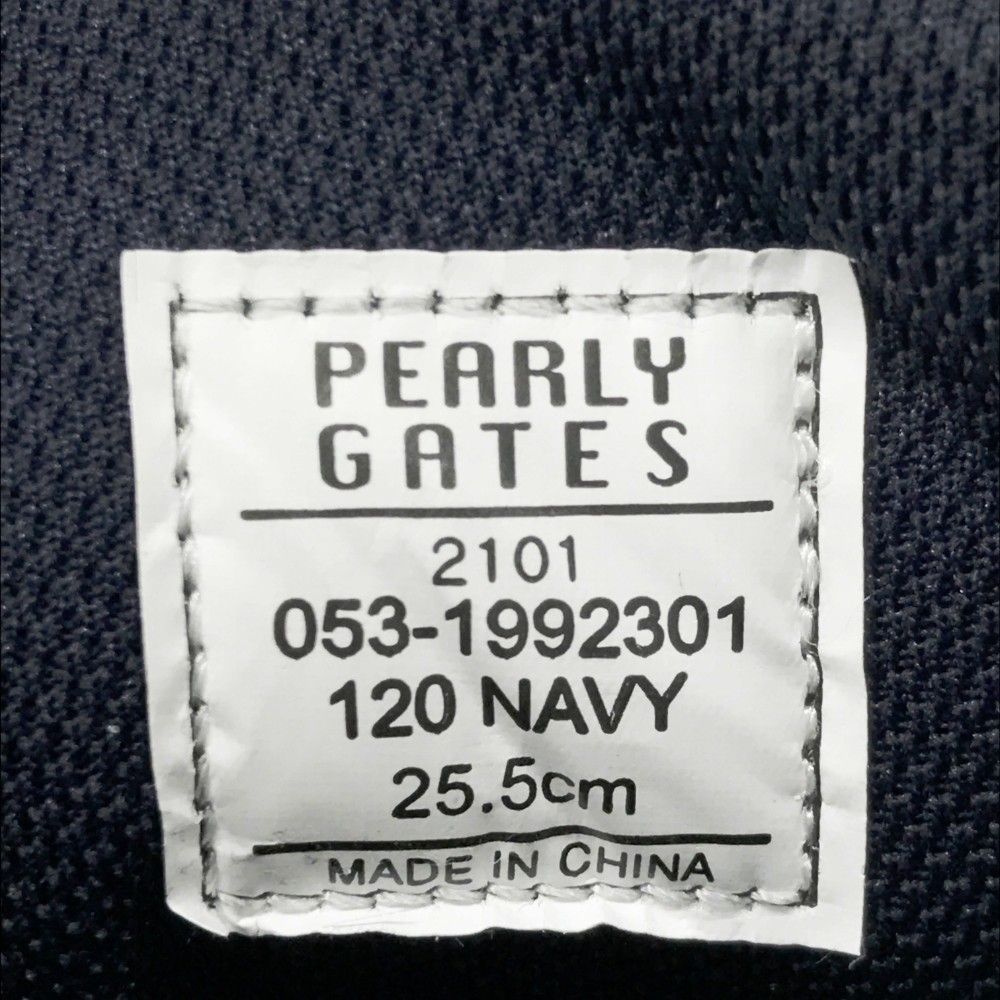 PEARLY
GATES
2101
053-1992301
120 NAVY
25.5cm
MADE IN CHINA